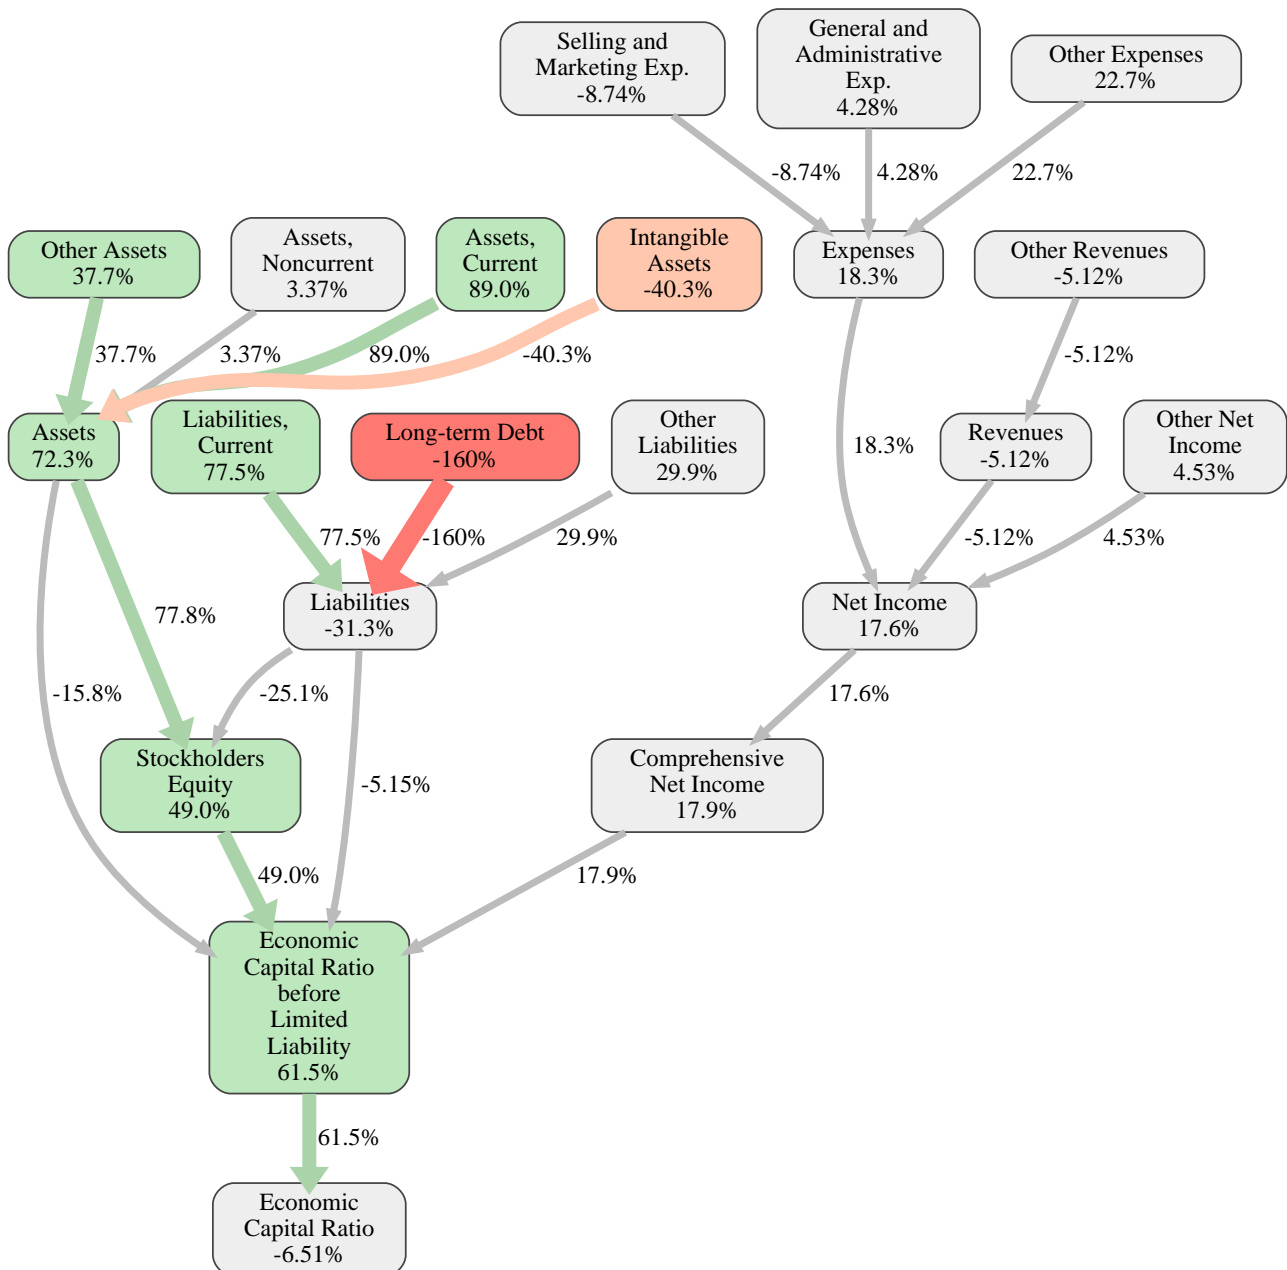 Selling and
Marketing Exp.
-8.74%
General and
Administrative
Exp.
4.28%
Other Expenses
22.7%
-8.74%
4.28%
22.7%
Other Assets
37.7%
Assets,
Noncurrent
3.37%
Assets,
Current
89.0%
Intangible
Assets
-40.3%
Expenses
18.3%
Other Revenues
-5.12%
37.7%
3.37%
89.0%
-40.3%
-5.12%
Assets
72.3%
Liabilities,
Current
77.5%
Long-term Debt
-160%
Other
Liabilities
29.9%
18.3%
Revenues
-5.12%
Other Net
Income
4.53%
77.5%
-160%
29.9%
-5.12%
4.53%
77.8%
Liabilities
-31.3%
Net Income
17.6%
-15.8%
-25.1%
17.6%
Stockholders
Equity
49.0%
-5.15%
Comprehensive
Net Income
17.9%
49.0%
17.9%
Economic
Capital Ratio
before
Limited
Liability
61.5%
61.5%
Economic
Capital Ratio
-6.51%